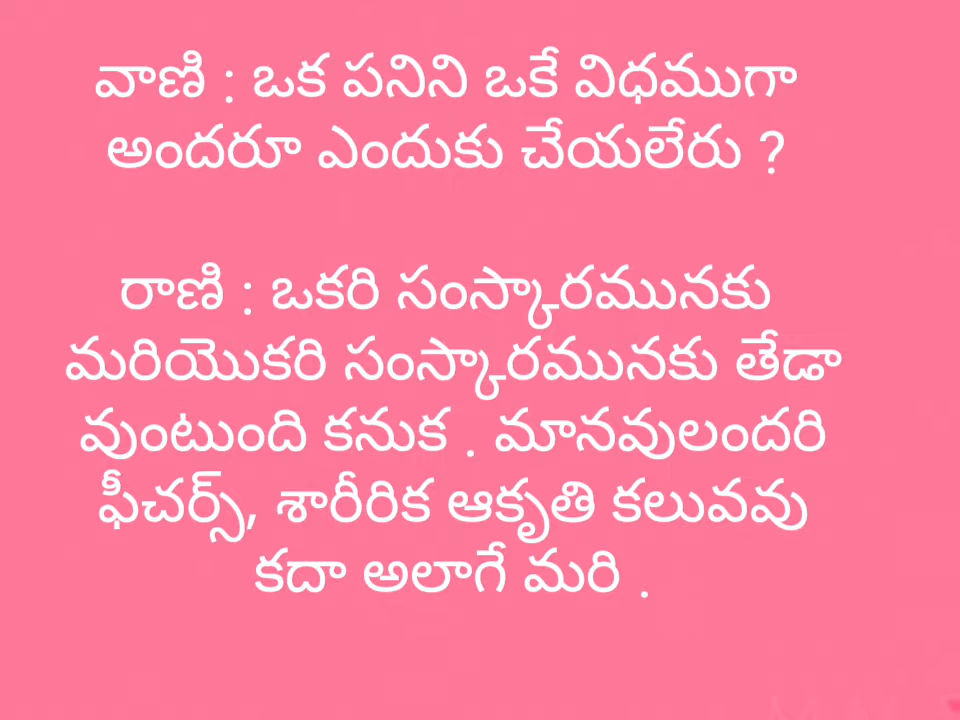 వాణి : ఒక పనిని ఒకే విధముగా
అందరూ ఎందుకు చేయలేరు ?
రాణి : ఒకరి సంస్కారమునకు
మరియొకరి సంస్కారమునకు తేడా
వుంటుంది కనుక . మానవులందరి
ఫీచర్స్, శారీరిక ఆకృతి కలువవు
కదా అలాగే మరి .